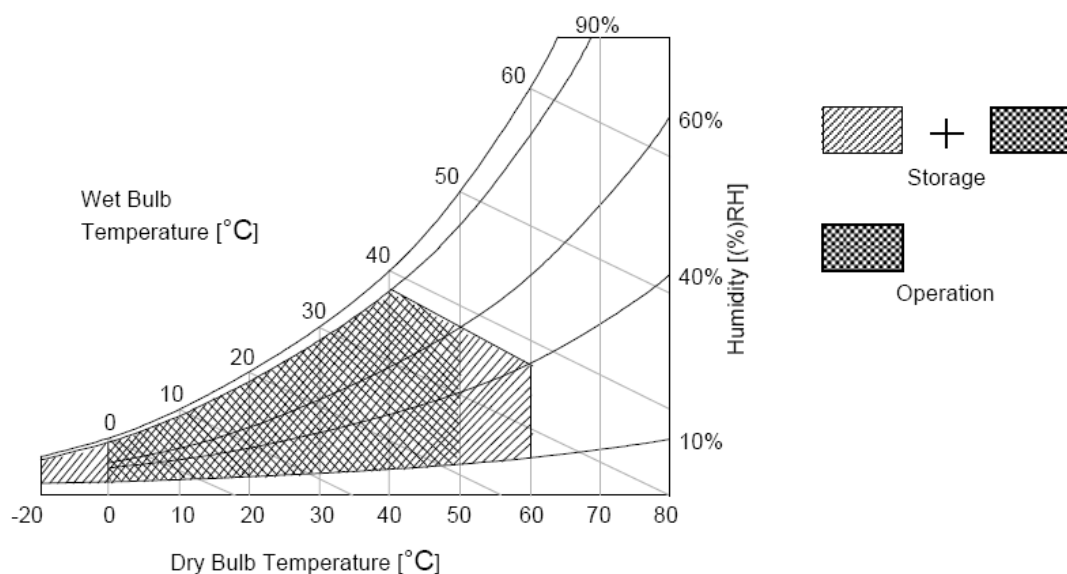 90%
60
60%
50
Storage
Wet Bulb
Temperature [°C]
40
40%
Humidity [(%)RH]
Operation
30
20
10
0
10%
-20 0 10 20 30 40 50 60 70 80
Dry Bulb Temperature [°C]